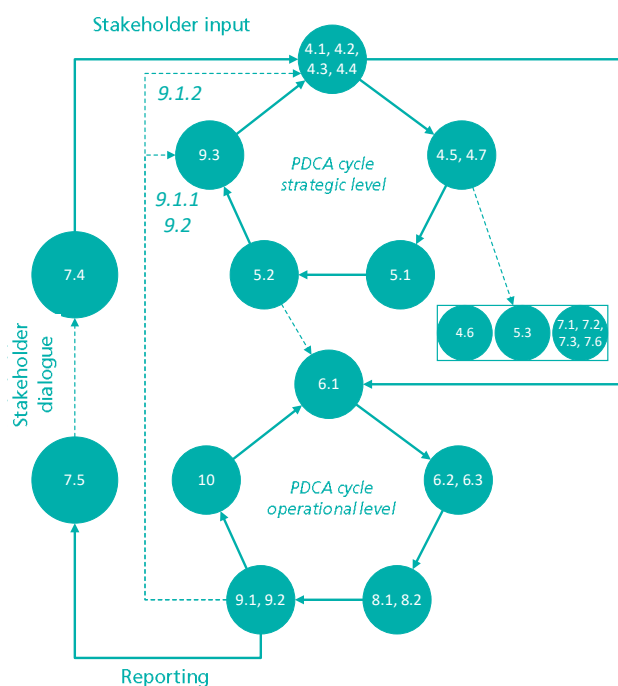 Stakeholder input
4.1, 4.2,
4.3, 4.4
9.1.2
9.3
PDCA cycle
strategic level
4.5, 4.7
9.1.1
9.2
7.4
5.2
5.1
4.6
5.3
7.1, 7.2,
7.3, 7.6
Stakeholder
dialogue
6.1
7.5
10
PDCA cycle
operational level
6.2, 6.3
9.1, 9.2
8.1, 8.2
Reporting